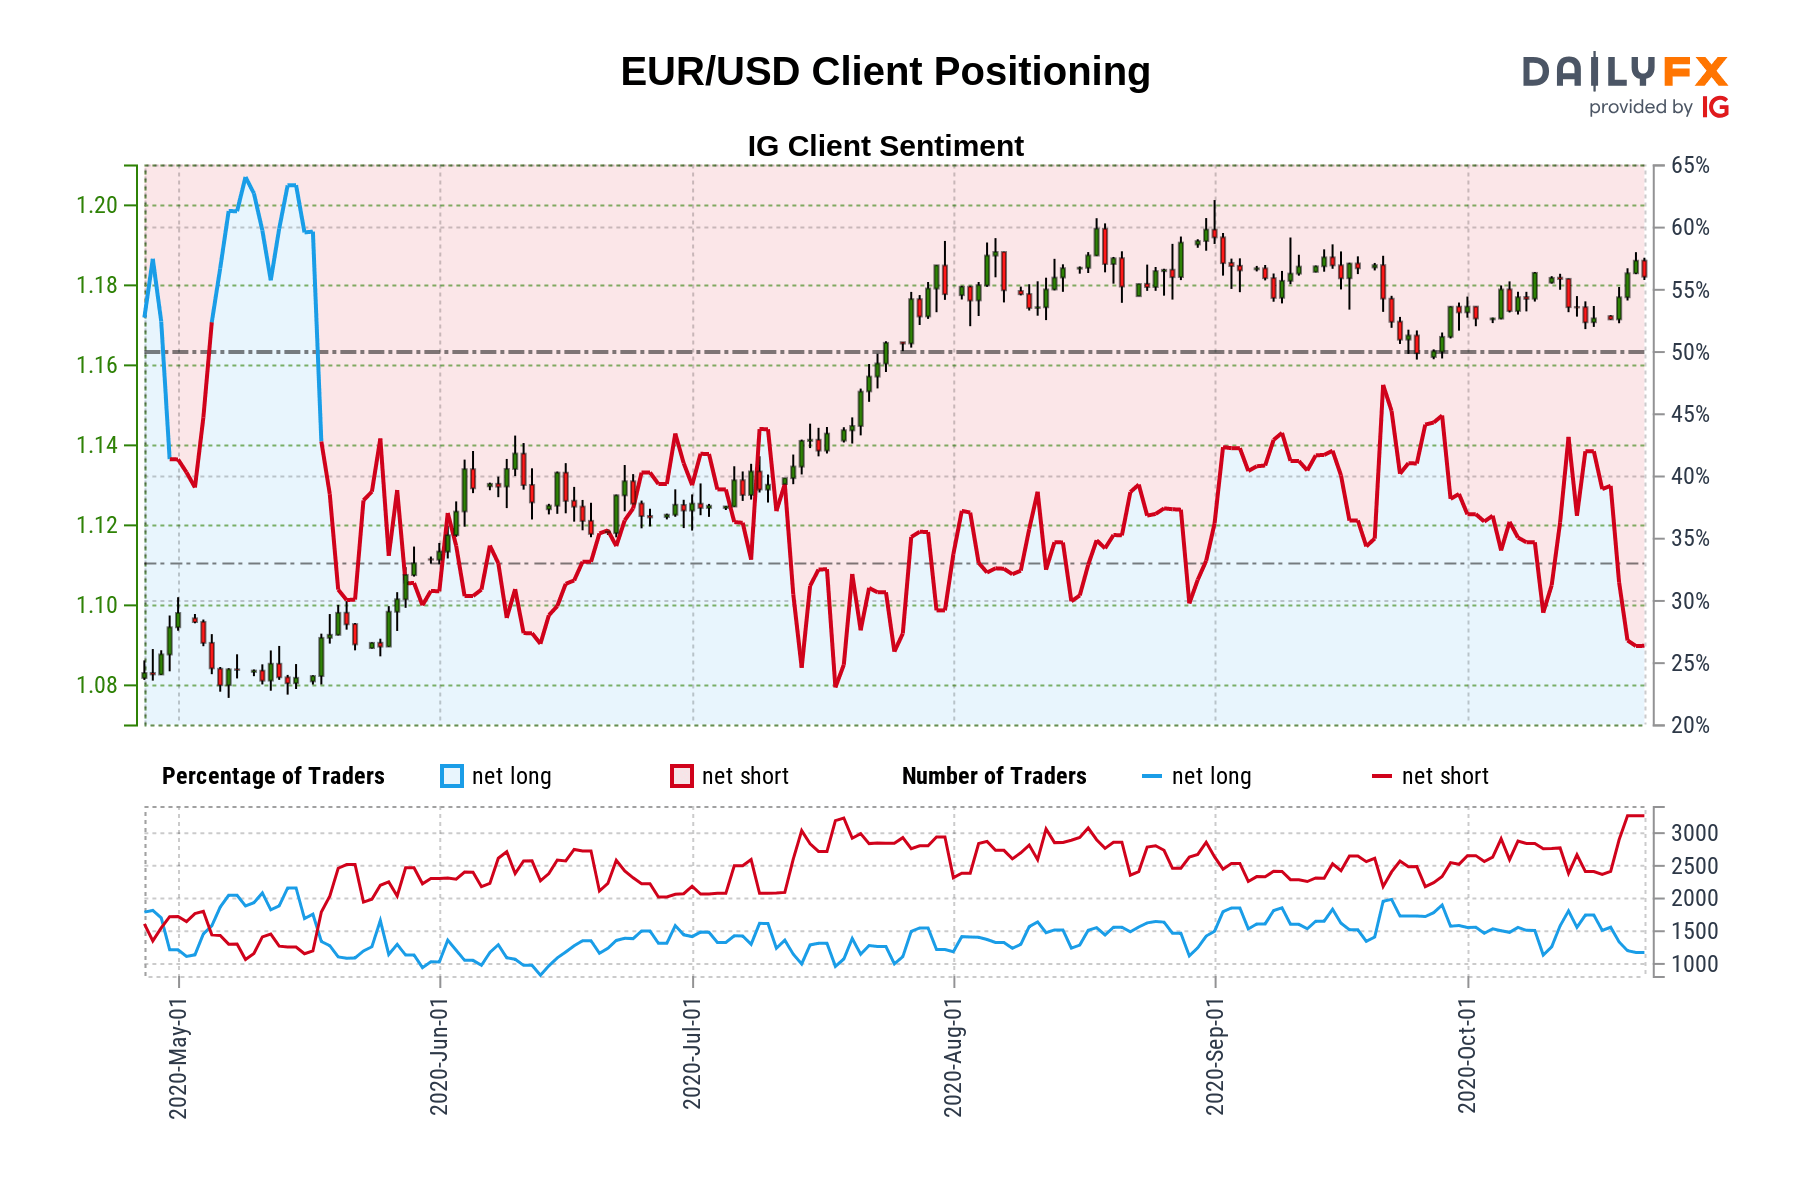 EUR/USD Client Positioning
DAILYFX
provided by IG
IG Client Sentiment
1.20
1.18
1.16
1.14
1.12
1.10
1.08
65%
60%
55%
50%
45%
40%
35%
30%
25%
20%
Percentage of Traders net long net short Number of Traders net long net short
3000
2500
2000
1500
1000
2020-May-01
2020-Jun-01
2020-Jul-01
2020-Aug-01
2020-Sep-01
2020-Oct-01